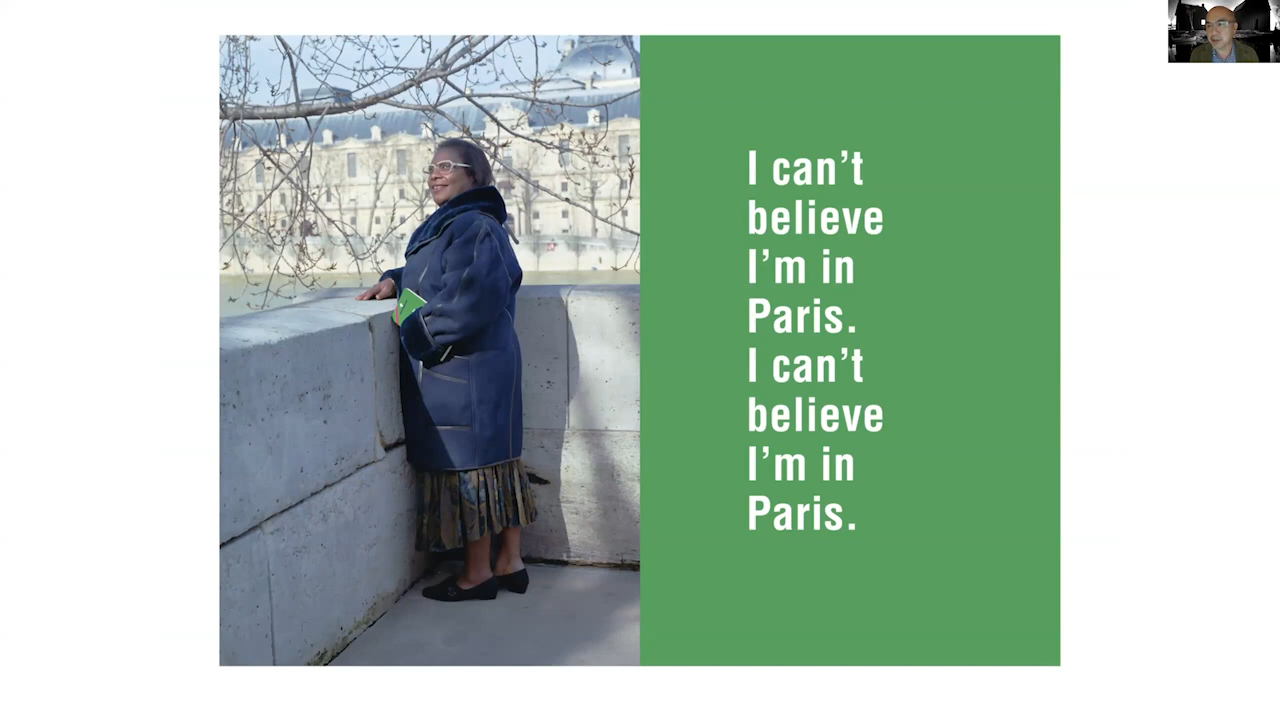 I can’t
believe
I’m in
Paris.
I can’t
believe
I’m in
Paris.